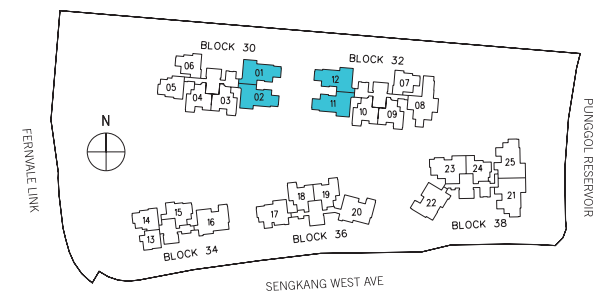 BLOCK 30
BLOCK 32
06
01
12
07
05
02
11
08
04
03
10
09
N
FERNVALE LINK
PUNGGOL RESERVOIR
25
23
24
18
19
21
22
14
15
16
17
20
13
BLOCK 34
BLOCK 36
BLOCK 38
SENGKANG WEST AVE